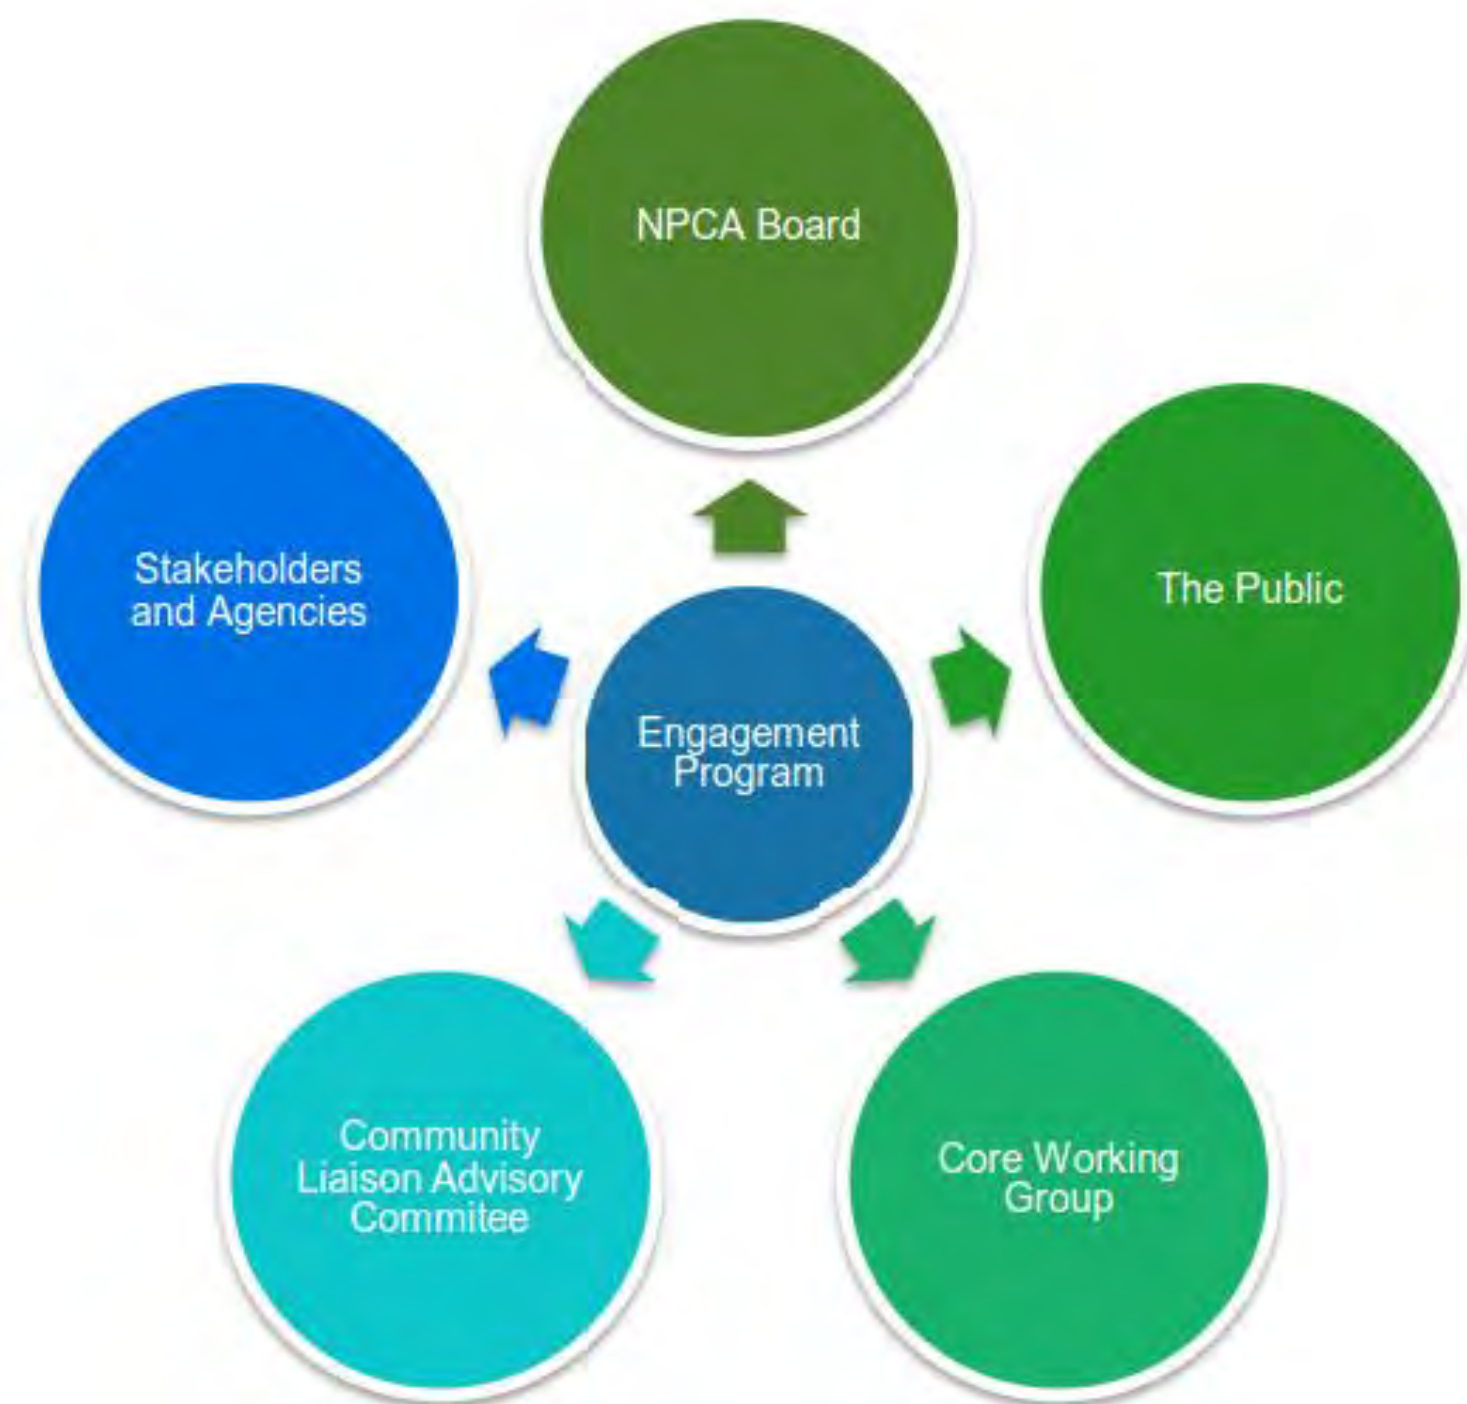 NPCA Board
Stakeholders
and Agencies
The Public
Engagement
Program
Community
Liaison Advisory
Commitee
Core Working
Group